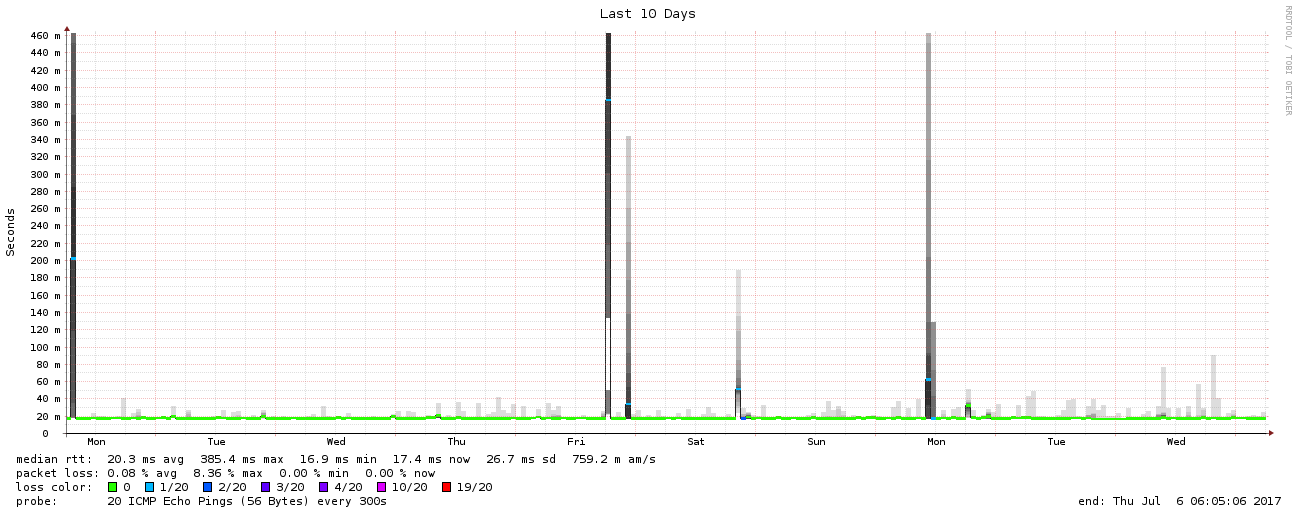 Last 10 Days
RRDTOOL / TOBI OETIKER
Seconds
460 m
440 m
420 m
400 m
380 m
360 m
340 m
320 m
300 m
280 m
260 m
240 m
220 m
200 m
180 m
160 m
140 m
120 m
100 m
80 m
60 m
40 m
20 m
0
Mon Tue Wed Thu Fri Sat Sun Mon Tue Wed
median rtt: 20.3 ms avg 385.4 ms max 16.9 ms min 17.4 ms now 26.7 ms sd 759.2 m am/s
packet loss: 0.08 % avg 8.36 % max 0.00 % min 0.00 % now
loss color: 0 1/20 2/20 3/20 4/20 10/20 19/20
probe: 20 ICMP Echo Pings (56 Bytes) every 300s end: Thu Jul 6 06:05:06 2017